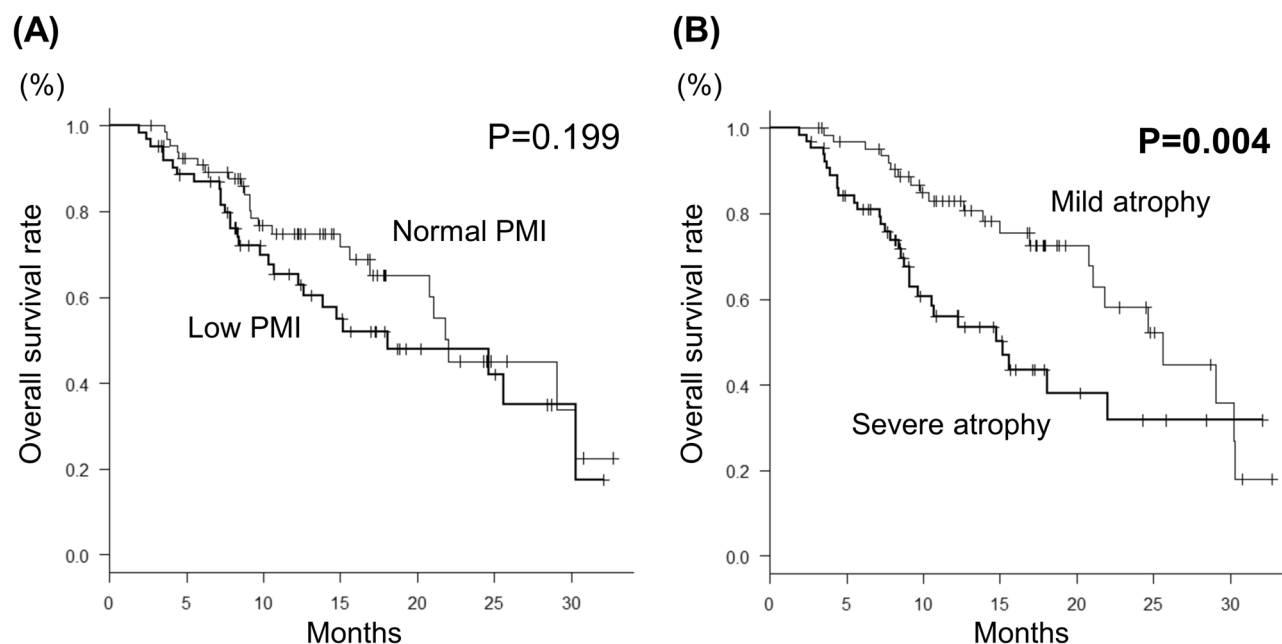 (A)
(%)
P=0.199
1.0
0.8
0.6
0.4
0.2
0.0
Overall survival rate
Normal PMI
Low PMI
0 5 10 15 20 25 30
Months
(B)
(%)
P=0.004
1.0
0.8
0.6
0.4
0.2
0.0
Overall survival rate
Mild atrophy
Severe atrophy
0 5 10 15 20 25 30
Months